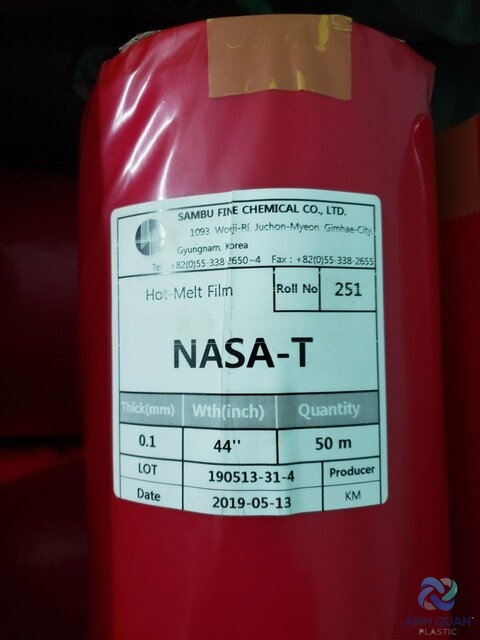 SAMBU FINE CHEMICAL CO., LTD.
1093, Worji-Ri, Juchon-Myeon, Gimhae-City,
Gyungnam, Korea
Tel : +82(0)55-338-2650~4 Fax : +82(0)55-338-2655
Hot-Melt Film
Roll No 251
NASA-T
Thick(mm) Wth(inch) Quantity
0.1 44'' 50 m
LOT 190513-31-4 Producer
Date 2019-05-13 KM
ANH QUAN
PLASTIC